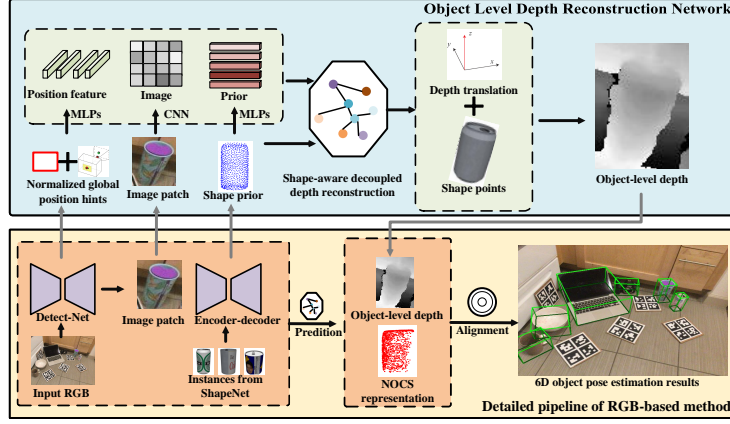 Object Level Depth Reconstruction Network
Position feature
Image
Prior
MLPs
CNN
MLPs
Normalized global
position hints
Image patch
Shape prior
Shape-aware decoupled
depth reconstruction
z
y
x
Depth translation
Shape points
Object-level depth
Detect-Net
Image patch
Encoder-decoder
Input RGB
Instances from
ShapeNet
Predition
Object-level depth
NOCS
representation
Alignment
6D object pose estimation results
Detailed pipeline of RGB-based method